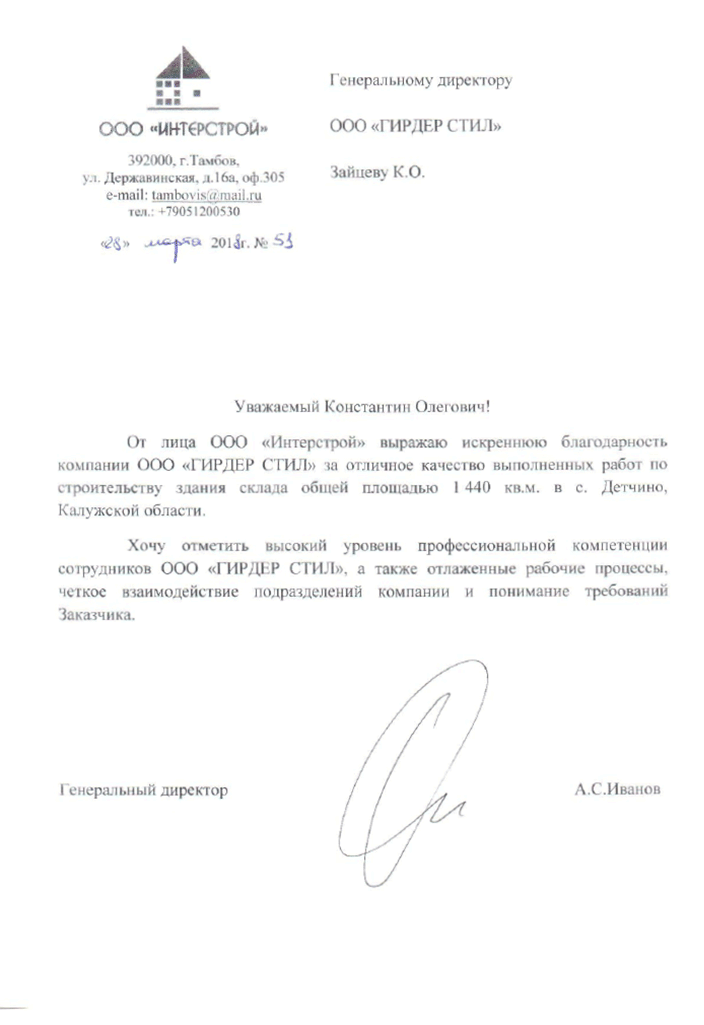 ООО «ИНТЕРСТРОЙ»
392000, г.Тамбов,
ул. Державинская, д.16а, оф.305
e-mail: tambovis@mail.ru
тел.: +79051200530
«28» марта 2018г. № 51
Генеральному директору
ООО «ГИРДЕР СТИЛ»
Зайцеву К.О.
Уважаемый Константин Олегович!
От лица ООО «Интерстрой» выражаю искреннюю благодарность
компании ООО «ГИРДЕР СТИЛ» за отличное качество выполненных работ по
строительству здания склада общей площадью 1 440 кв.м. в с. Детчино,
Калужской области.
Хочу отметить высокий уровень профессиональной компетенции
сотрудников ООО «ГИРДЕР СТИЛ», а также отлаженные рабочие процессы,
четкое взаимодействие подразделений компании и понимание требований
Заказчика.
Генеральный директор
А.С.Иванов